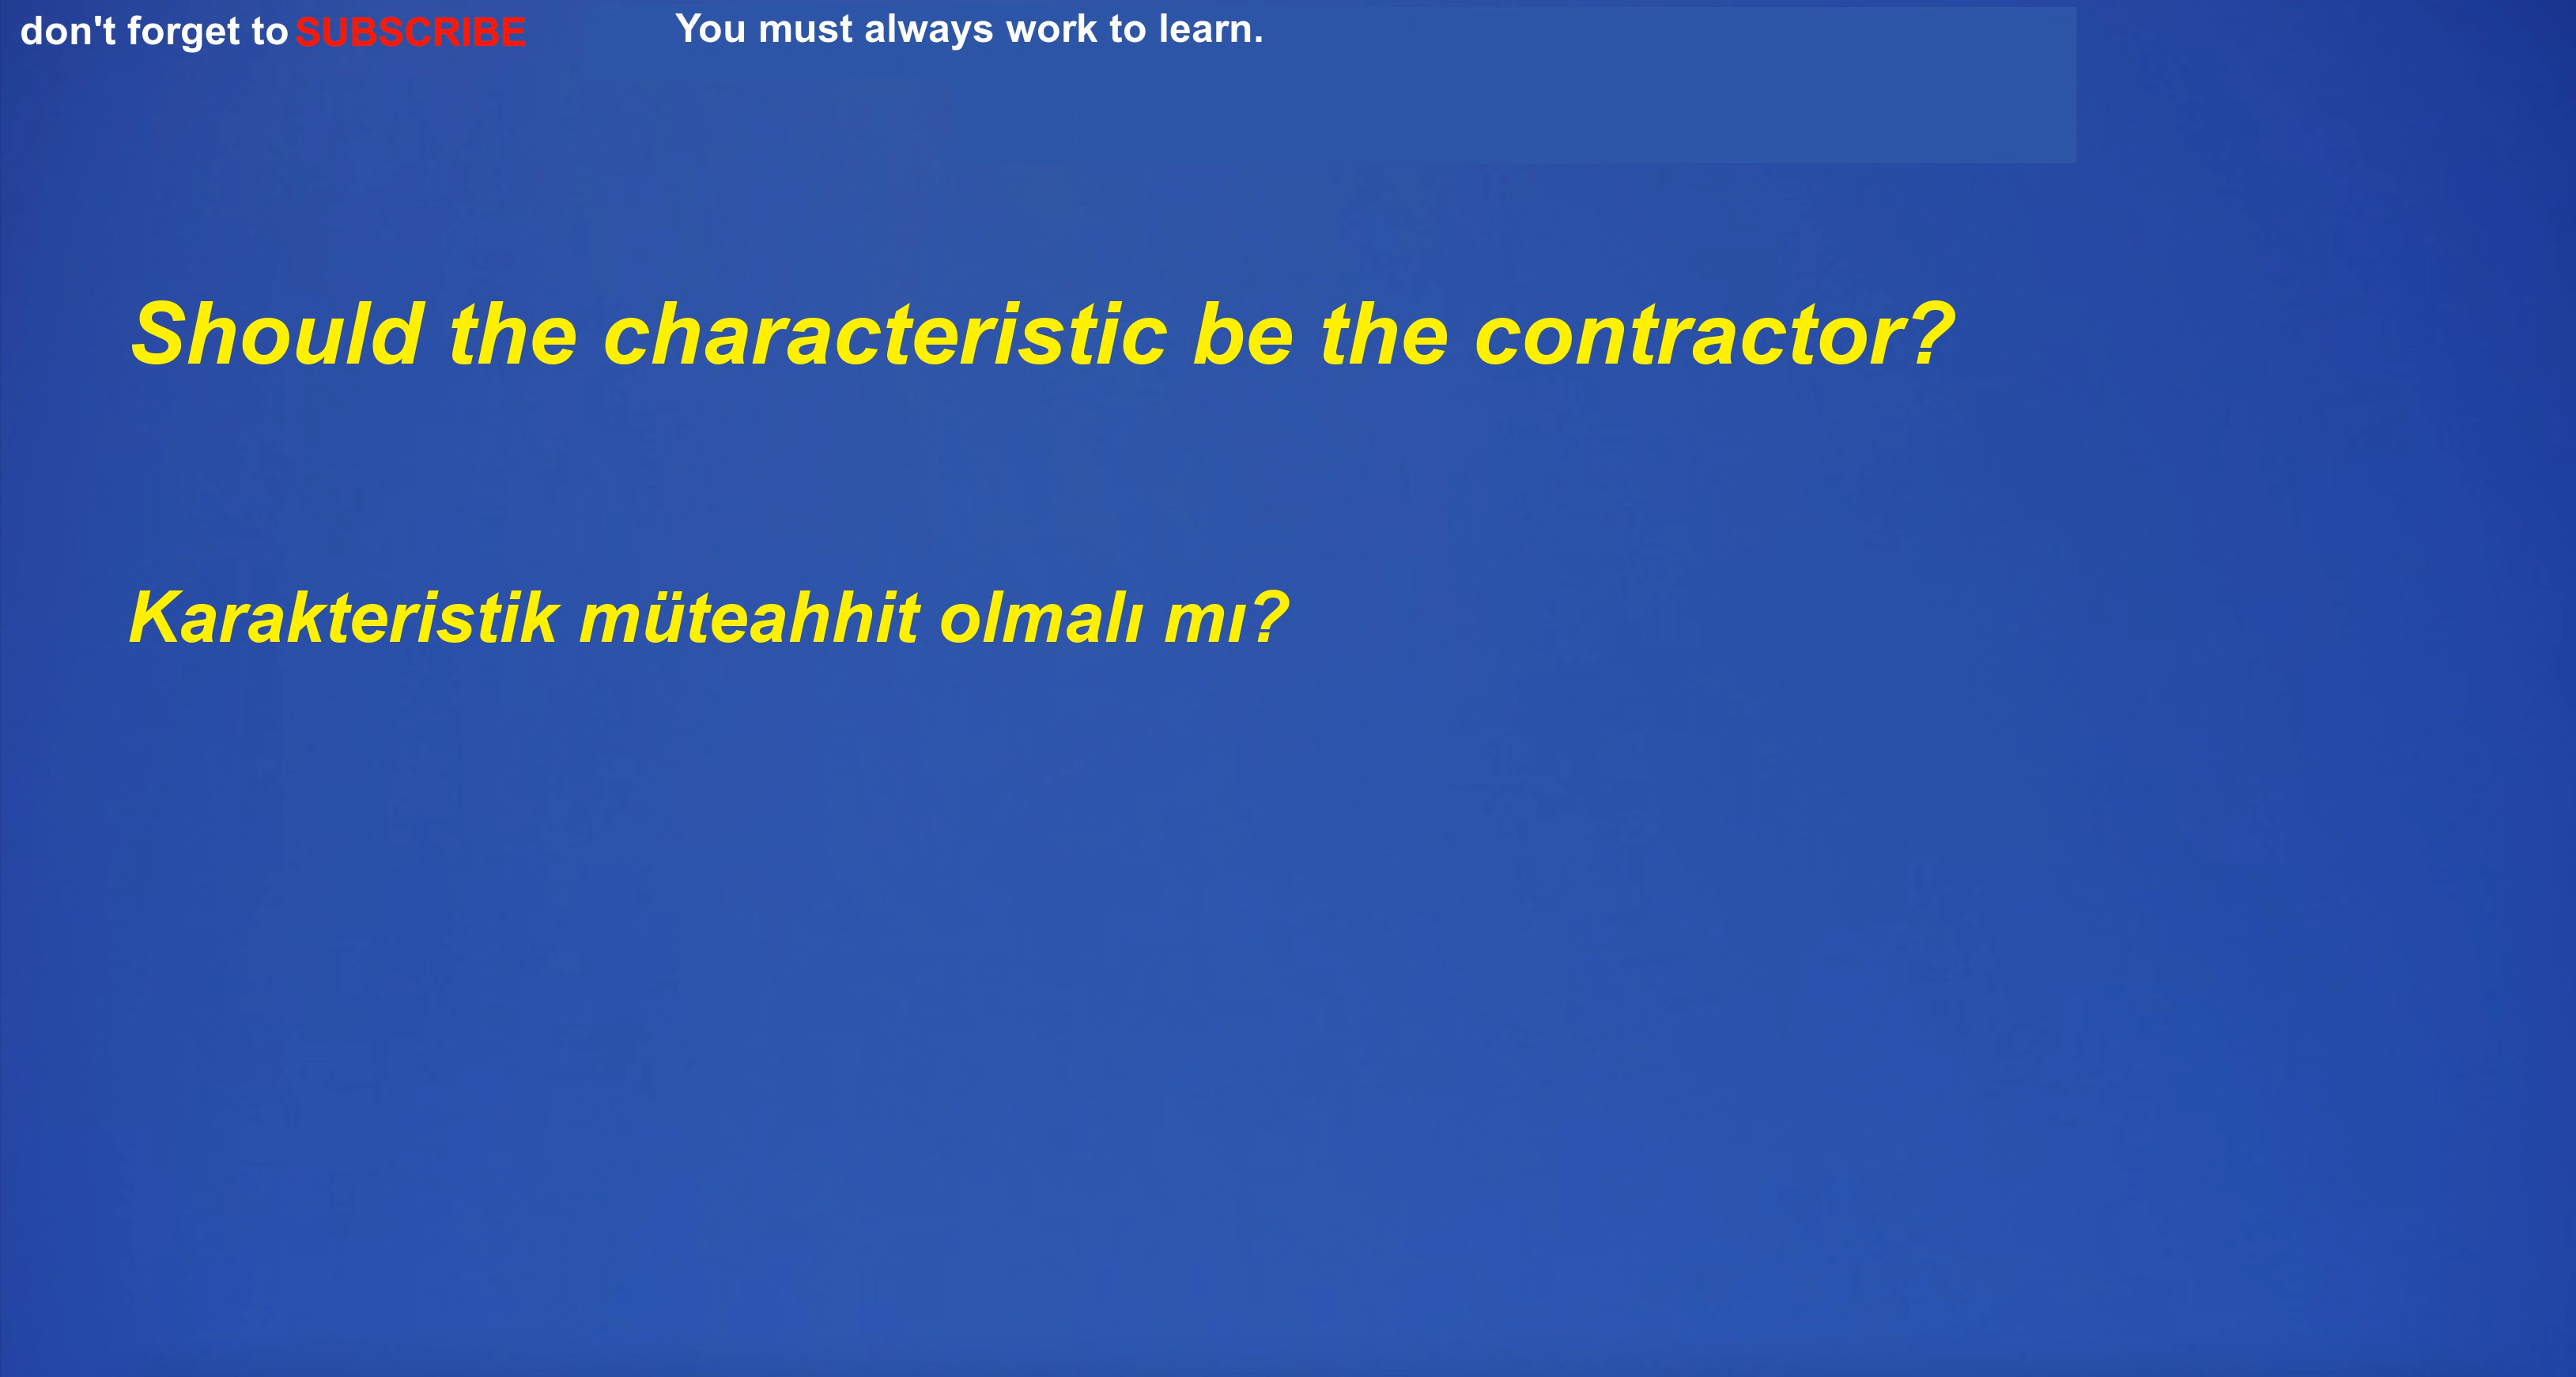 don't forget to SUBSCRIBE You must always work to learn.
Should the characteristic be the contractor?
Karakteristik müteahhit olmalı mı?